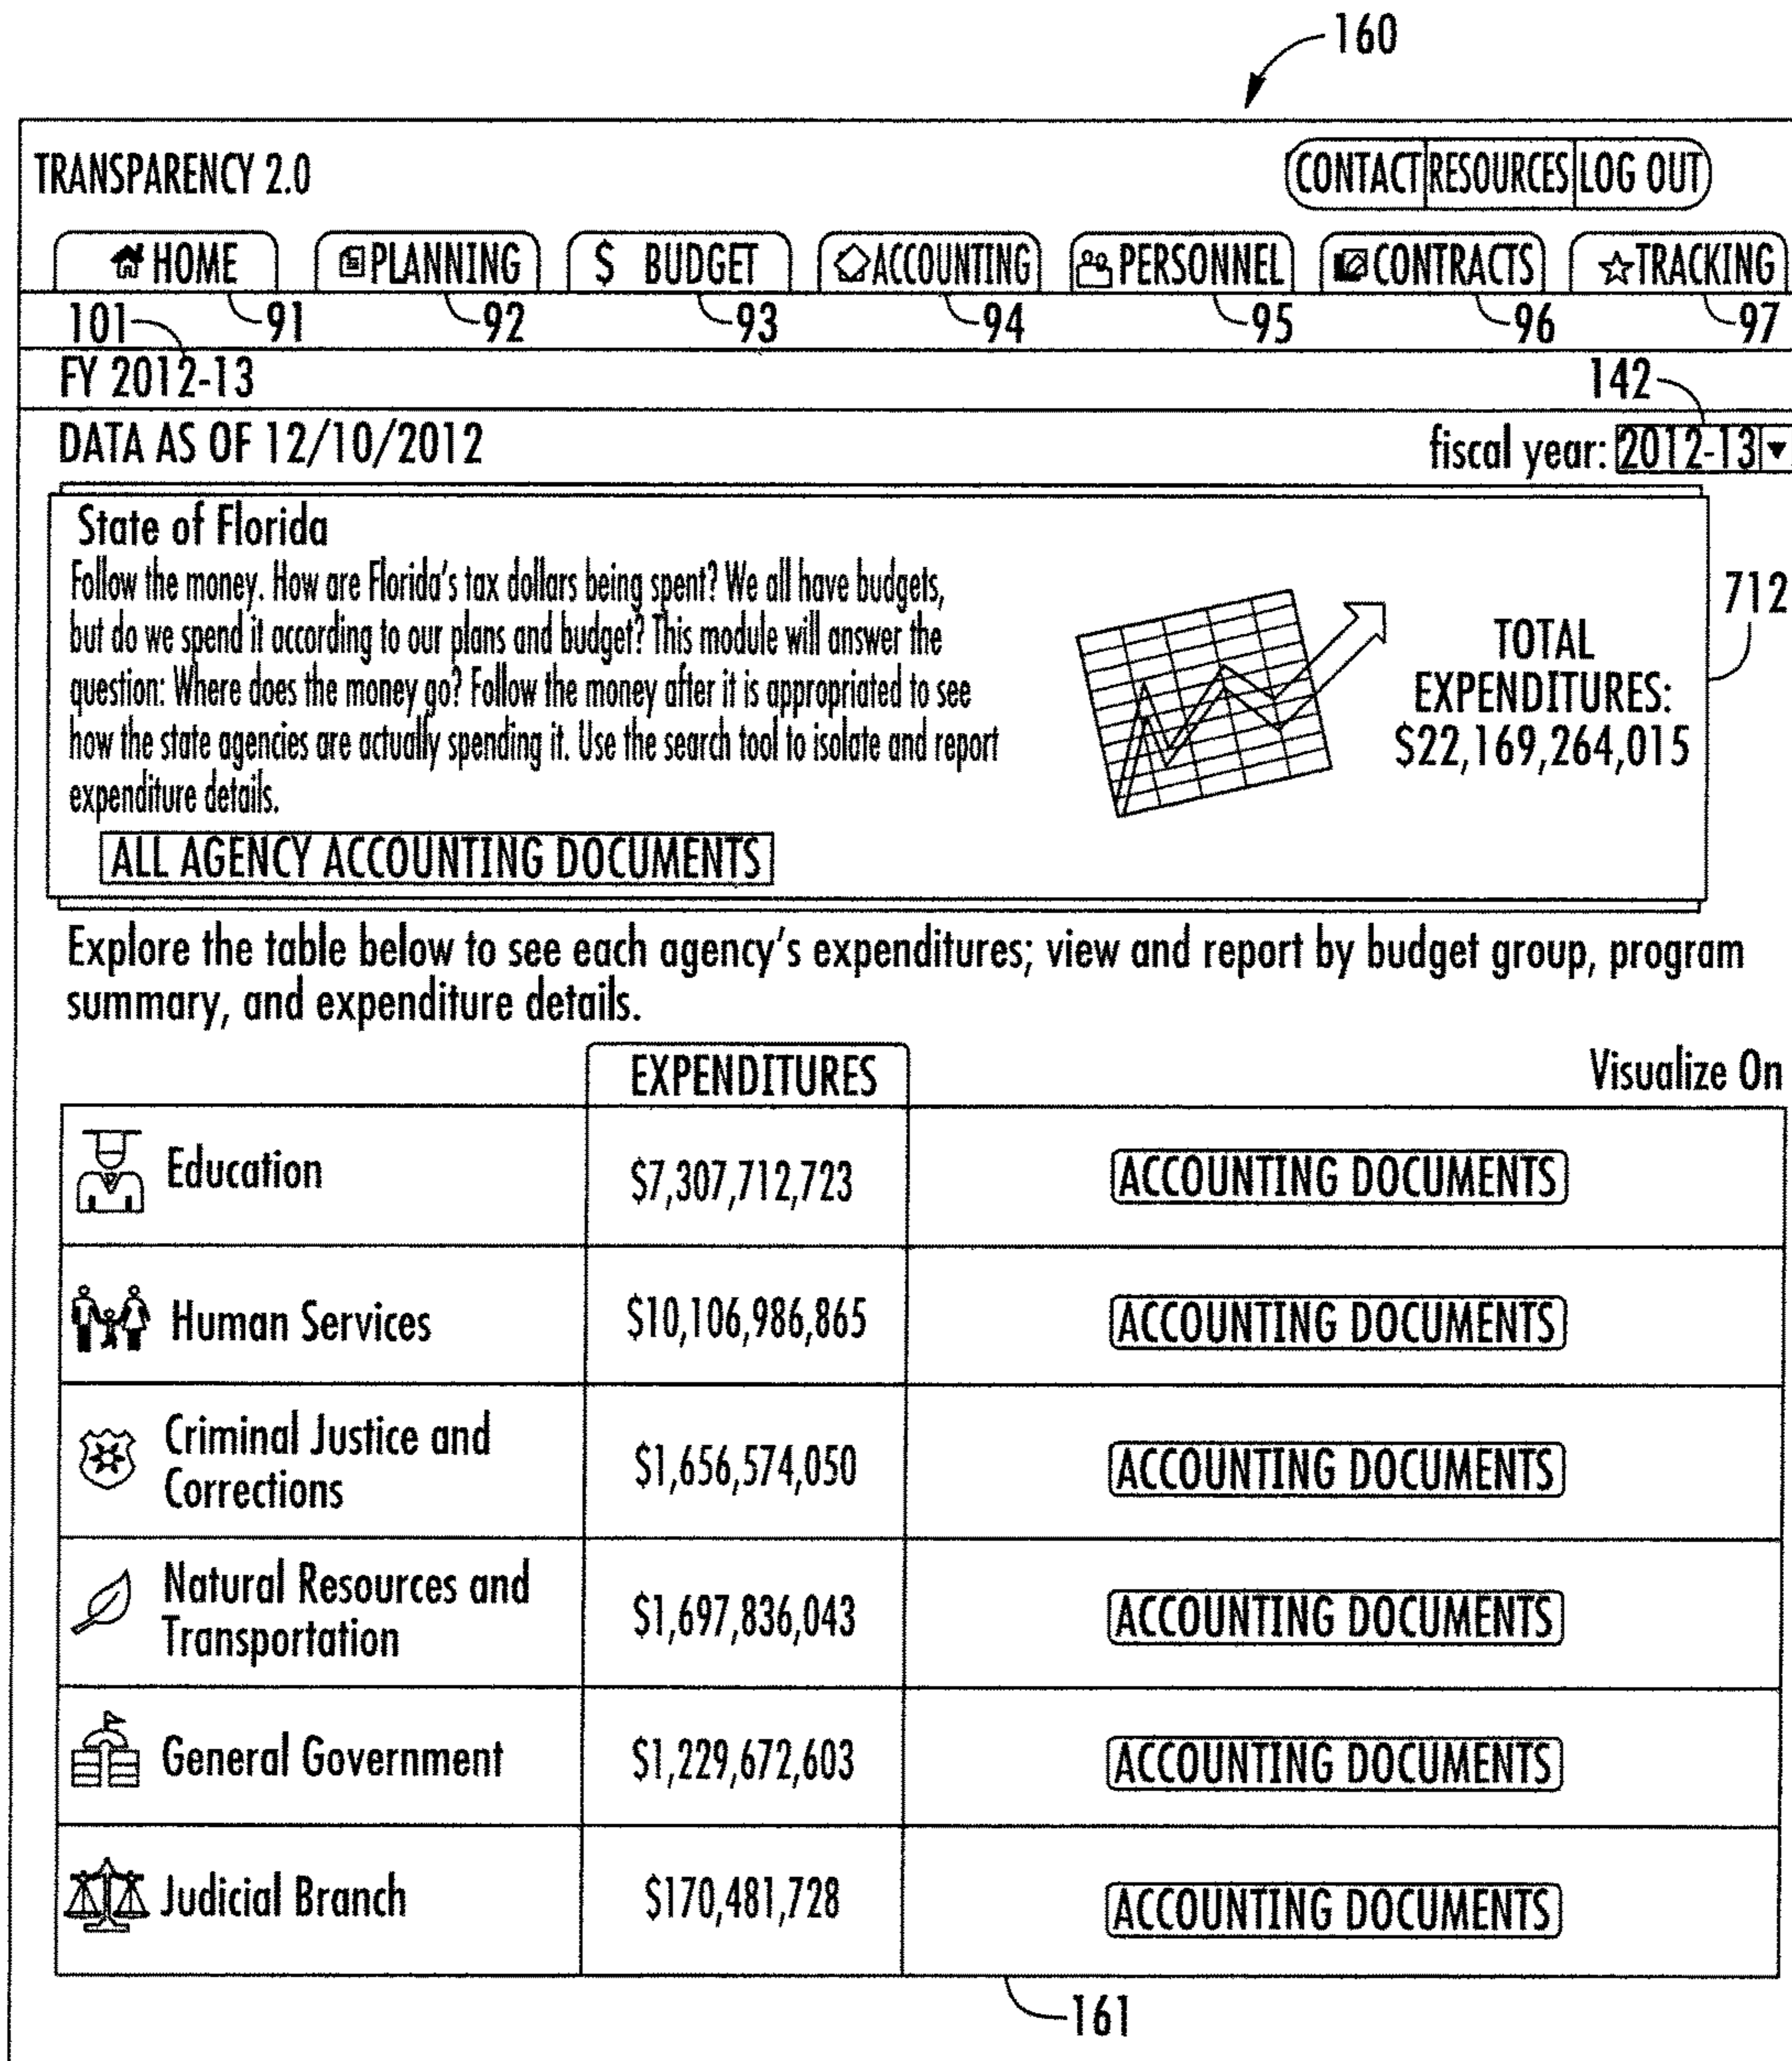 160
TRANSPARENCY 2.0
CONTACT RESOURCES LOG OUT
HOME PLANNING $ BUDGET ACCOUNTING PERSONNEL CONTRACTS TRACKING
101 91 92 93 94 95 96 97
FY 2012-13
142
DATA AS OF 12/10/2012
fiscal year: 2012-13
State of Florida
Follow the money. How are Florida's tax dollars being spent? We all have budgets,
but do we spend it according to our plans and budget? This module will answer the
question: Where does the money go? Follow the money after it is appropriated to see
how the state agencies are actually spending it. Use the search tool to isolate and report
expenditure details.
ALL AGENCY ACCOUNTING DOCUMENTS
TOTAL
EXPENDITURES:
$22,169,264,015
712
Explore the table below to see each agency's expenditures; view and report by budget group, program
summary, and expenditure details.
EXPENDITURES
Visualize On
Education $7,307,712,723 ACCOUNTING DOCUMENTS
Human Services $10,106,986,865 ACCOUNTING DOCUMENTS
Criminal Justice and
Corrections
$1,656,574,050 ACCOUNTING DOCUMENTS
Natural Resources and
Transportation
$1,697,836,043 ACCOUNTING DOCUMENTS
General Government $1,229,672,603 ACCOUNTING DOCUMENTS
Judicial Branch $170,481,728 ACCOUNTING DOCUMENTS
161